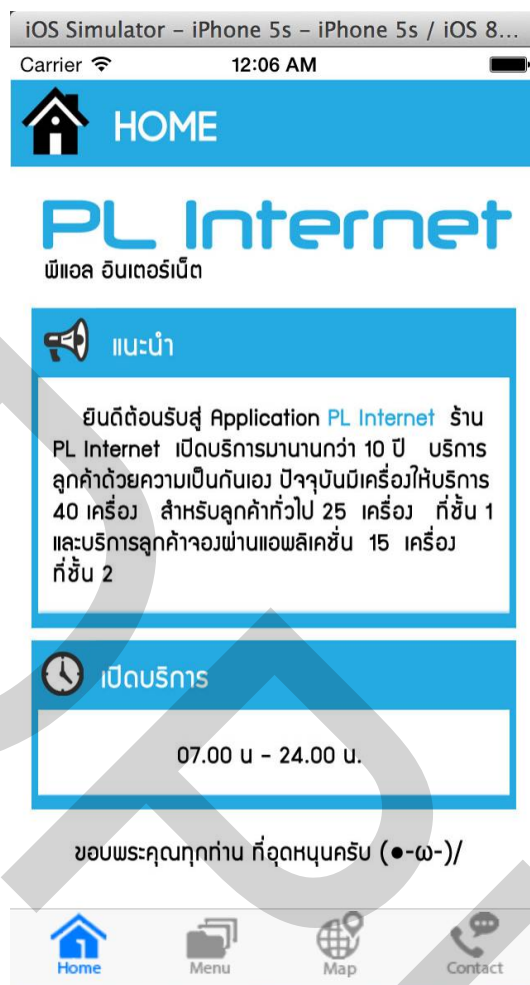 iOS Simulator – iPhone 5s – iPhone 5s / iOS 8...
Carrier 12:06 AM
HOME
PL Internet
พีแอล อินเตอร์เน็ต
แนะนำ
ยินดีต้อนรับสู่ Application PL Internet ร้าน
PL Internet เปิดบริการมานานกว่า 10 ปี บริการ
ลูกค้าด้วยความเป็นกันเอง ปัจจุบันมีเครื่องให้บริการ
40 เครื่อง สำหรับลูกค้าทั่วไป 25 เครื่อง ที่ชั้น 1
และบริการลูกค้าจองผ่านแอพลิเคชั่น 15 เครื่อง
ที่ชั้น 2
เปิดบริการ
07.00 น – 24.00 น.
ขอบพระคุณทุกท่าน ที่อุดหนุนครับ (●-ω-)/
Home Menu Map Contact